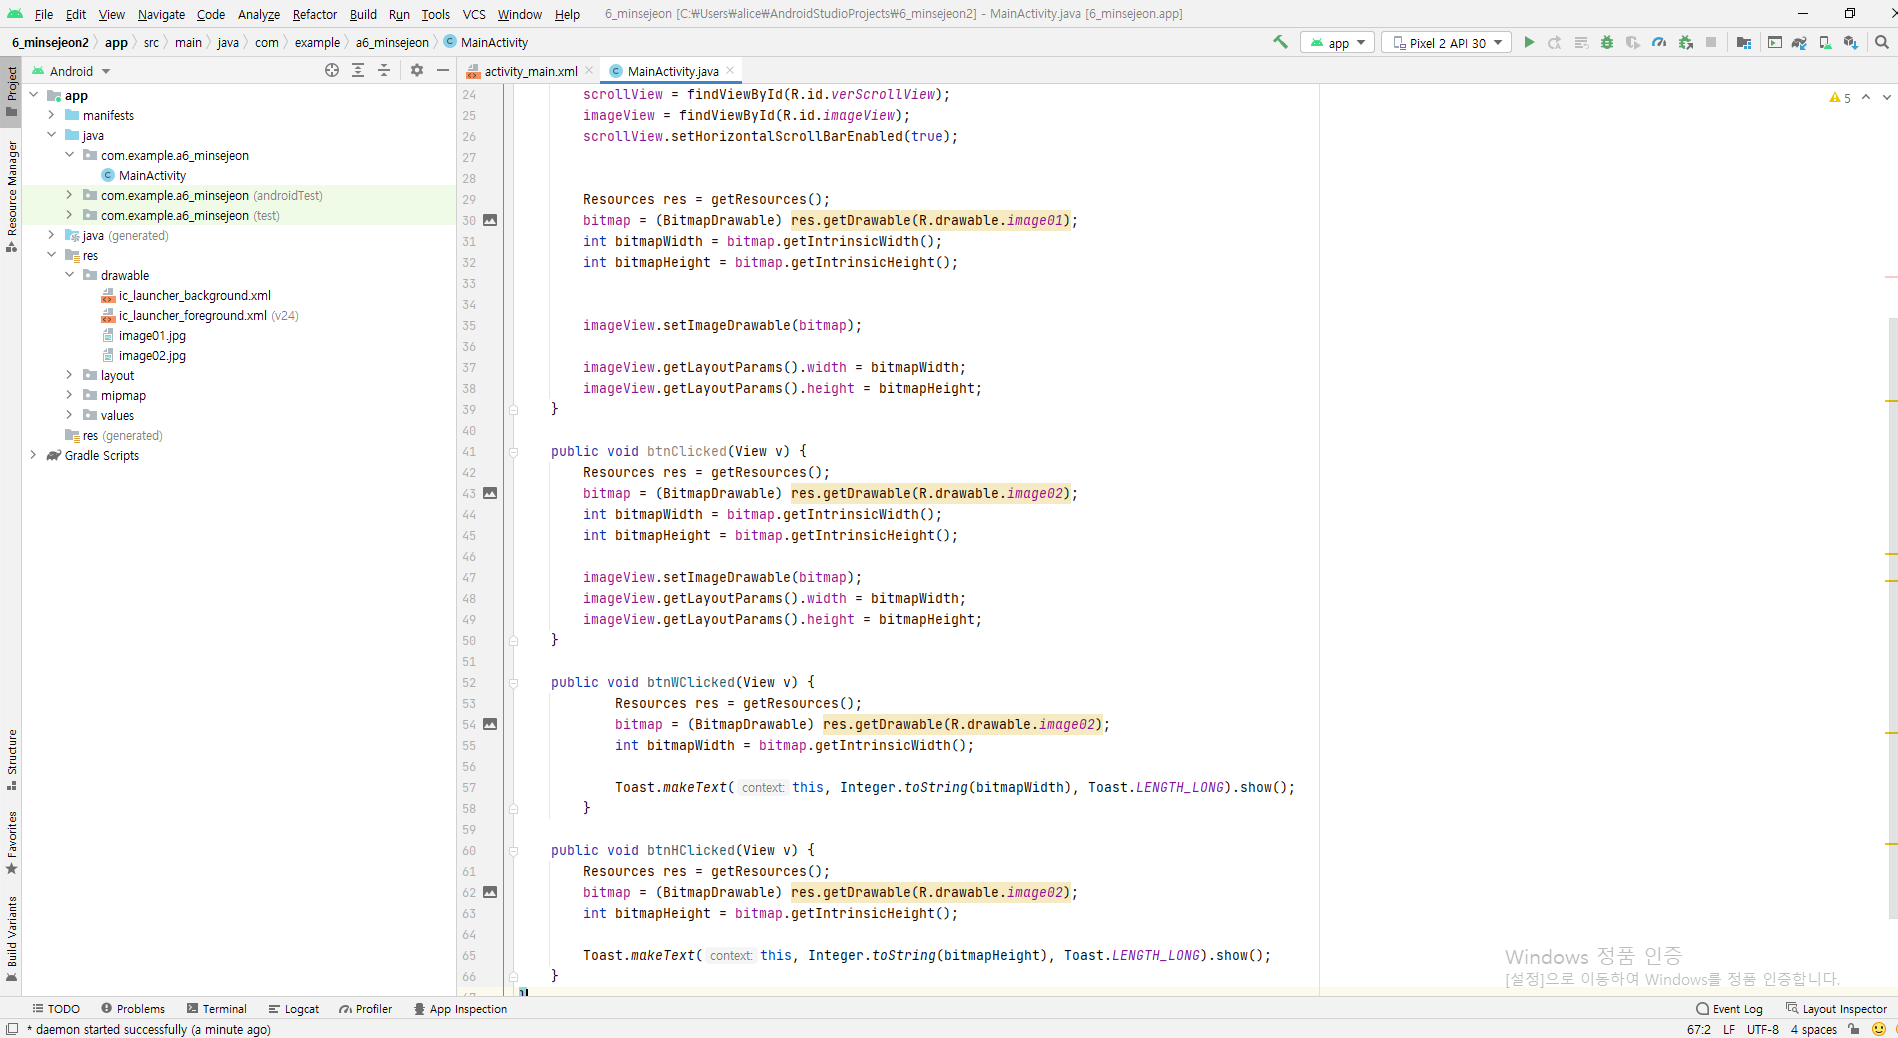 File Edit View Navigate Code Analyze Refactor Build Run Tools VCS Window Help 6_minsejeon [C:₩Users₩alice₩AndroidStudioProjects₩6_minsejeon2] - MainActivity.java [6_minsejeon.app]
6_minsejeon2 app src main java com example a6_minsejeon MainActivity app Pixel 2 API 30
Android
activity_main.xml MainActivity.java
Project
Resource Manager
Structure
Favorites
Build Variants
app
manifests
java
com.example.a6_minsejeon
MainActivity
com.example.a6_minsejeon (androidTest)
com.example.a6_minsejeon (test)
java (generated)
res
drawable
ic_launcher_background.xml
ic_launcher_foreground.xml (v24)
image01.jpg
image02.jpg
layout
mipmap
values
res (generated)
Gradle Scripts
5
24 scrollView = findViewById(R.id.verScrollView);
25 imageView = findViewById(R.id.imageView);
26 scrollView.setHorizontalScrollBarEnabled(true);
27
28
29 Resources res = getResources();
30 bitmap = (BitmapDrawable) res.getDrawable(R.drawable.image01);
31 int bitmapWidth = bitmap.getIntrinsicWidth();
32 int bitmapHeight = bitmap.getIntrinsicHeight();
33
34
35 imageView.setImageDrawable(bitmap);
36
37 imageView.getLayoutParams().width = bitmapWidth;
38 imageView.getLayoutParams().height = bitmapHeight;
39 }
40
41 public void btnClicked(View v) {
42 Resources res = getResources();
43 bitmap = (BitmapDrawable) res.getDrawable(R.drawable.image02);
44 int bitmapWidth = bitmap.getIntrinsicWidth();
45 int bitmapHeight = bitmap.getIntrinsicHeight();
46
47 imageView.setImageDrawable(bitmap);
48 imageView.getLayoutParams().width = bitmapWidth;
49 imageView.getLayoutParams().height = bitmapHeight;
50 }
51
52 public void btnWClicked(View v) {
53 Resources res = getResources();
54 bitmap = (BitmapDrawable) res.getDrawable(R.drawable.image02);
55 int bitmapWidth = bitmap.getIntrinsicWidth();
56
57 Toast.makeText( context: this, Integer.toString(bitmapWidth), Toast.LENGTH_LONG).show();
58 }
59
60 public void btnHClicked(View v) {
61 Resources res = getResources();
62 bitmap = (BitmapDrawable) res.getDrawable(R.drawable.image02);
63 int bitmapHeight = bitmap.getIntrinsicHeight();
64
65 Toast.makeText( context: this, Integer.toString(bitmapHeight), Toast.LENGTH_LONG).show();
66 }
Windows 정품 인증
[설정]으로 이동하여 Windows를 정품 인증합니다.
TODO Problems Terminal Logcat Profiler App Inspection Event Log Layout Inspector
* daemon started successfully (a minute ago) 67:2 LF UTF-8 4 spaces